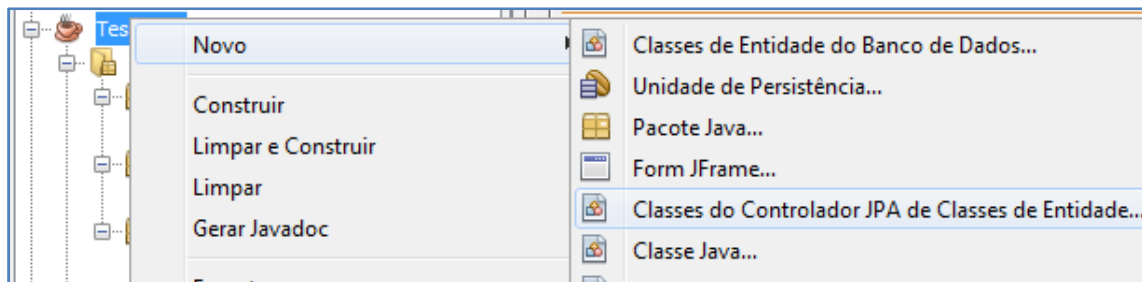 Tes
Novo
Construir
Limpar e Construir
Limpar
Gerar Javadoc
Classes de Entidade do Banco de Dados...
Unidade de Persistência...
Pacote Java...
Form JFrame...
Classes do Controlador JPA de Classes de Entidade...
Classe Java...